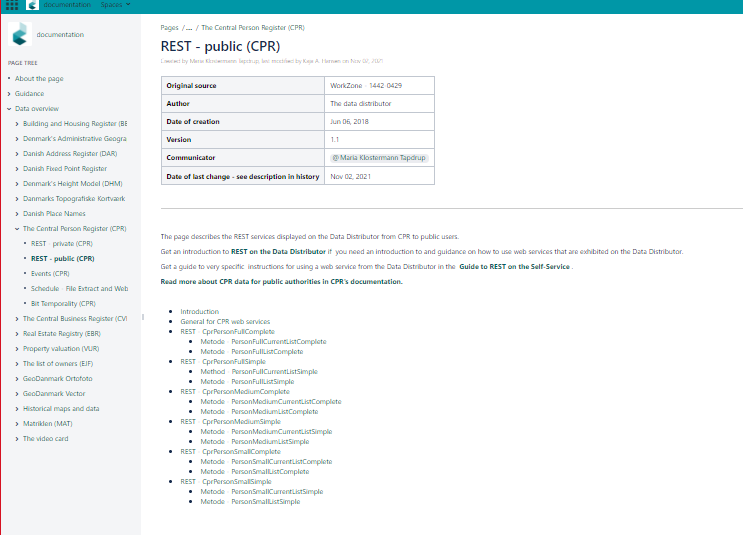 documentation Spaces
documentation
PAGE TREE
About the page
Guidance
Data overview
Building and Housing Register (BE
Denmark's Administrative Geogra
Danish Address Register (DAR)
Danish Fixed Point Register
Denmark's Height Model (DHM)
Danmarks Topografiske Kortværk
Danish Place Names
The Central Person Register (CPR)
REST - private (CPR)
REST - public (CPR)
Events (CPR)
Schedule - File Extract and Web
Bit Temporality (CPR)
The Central Business Register (CVI
Real Estate Registry (EBR)
Property valuation (VUR)
The list of owners (EJF)
GeoDanmark Ortofoto
GeoDanmark Vector
Historical maps and data
Matriklen (MAT)
The video card
Pages / ... / The Central Person Register (CPR)
REST - public (CPR)
Created by Maria Klostermann Tapdrup, last modified by Kaja A. Hansen on Nov 02, 2021
Original source WorkZone - 1442-0429
Author The data distributor
Date of creation Jun 06, 2018
Version 1.1
Communicator @ Maria Klostermann Tapdrup
Date of last change - see description in history Nov 02, 2021
The page describes the REST services displayed on the Data Distributor from CPR to public users.
Get an introduction to REST on the Data Distributor if you need an introduction to and guidance on how to use web services that are exhibited on the Data Distributor.
Get a guide to very specific instructions for using a web service from the Data Distributor in the Guide to REST on the Self-Service .
Read more about CPR data for public authorities in CPR's documentation.
Introduction
General for CPR web services
REST - CprPersonFullComplete
Metode - PersonFullCurrentListComplete
Metode - PersonFullListComplete
REST - CprPersonFullSimple
Method - PersonFullCurrentListSimple
Metode - PersonFullListSimple
REST - CprPersonMediumComplete
Metode - PersonMediumCurrentListComplete
Metode - PersonMediumListComplete
REST - CprPersonMediumSimple
Metode - PersonMediumCurrentListSimple
Metode - PersonMediumListSimple
REST - CprPersonSmallComplete
Metode - PersonSmallCurrentListComplete
Metode - PersonSmallListComplete
REST - CprPersonSmallSimple
Metode - PersonSmallCurrentListSimple
Metode - PersonSmallListSimple